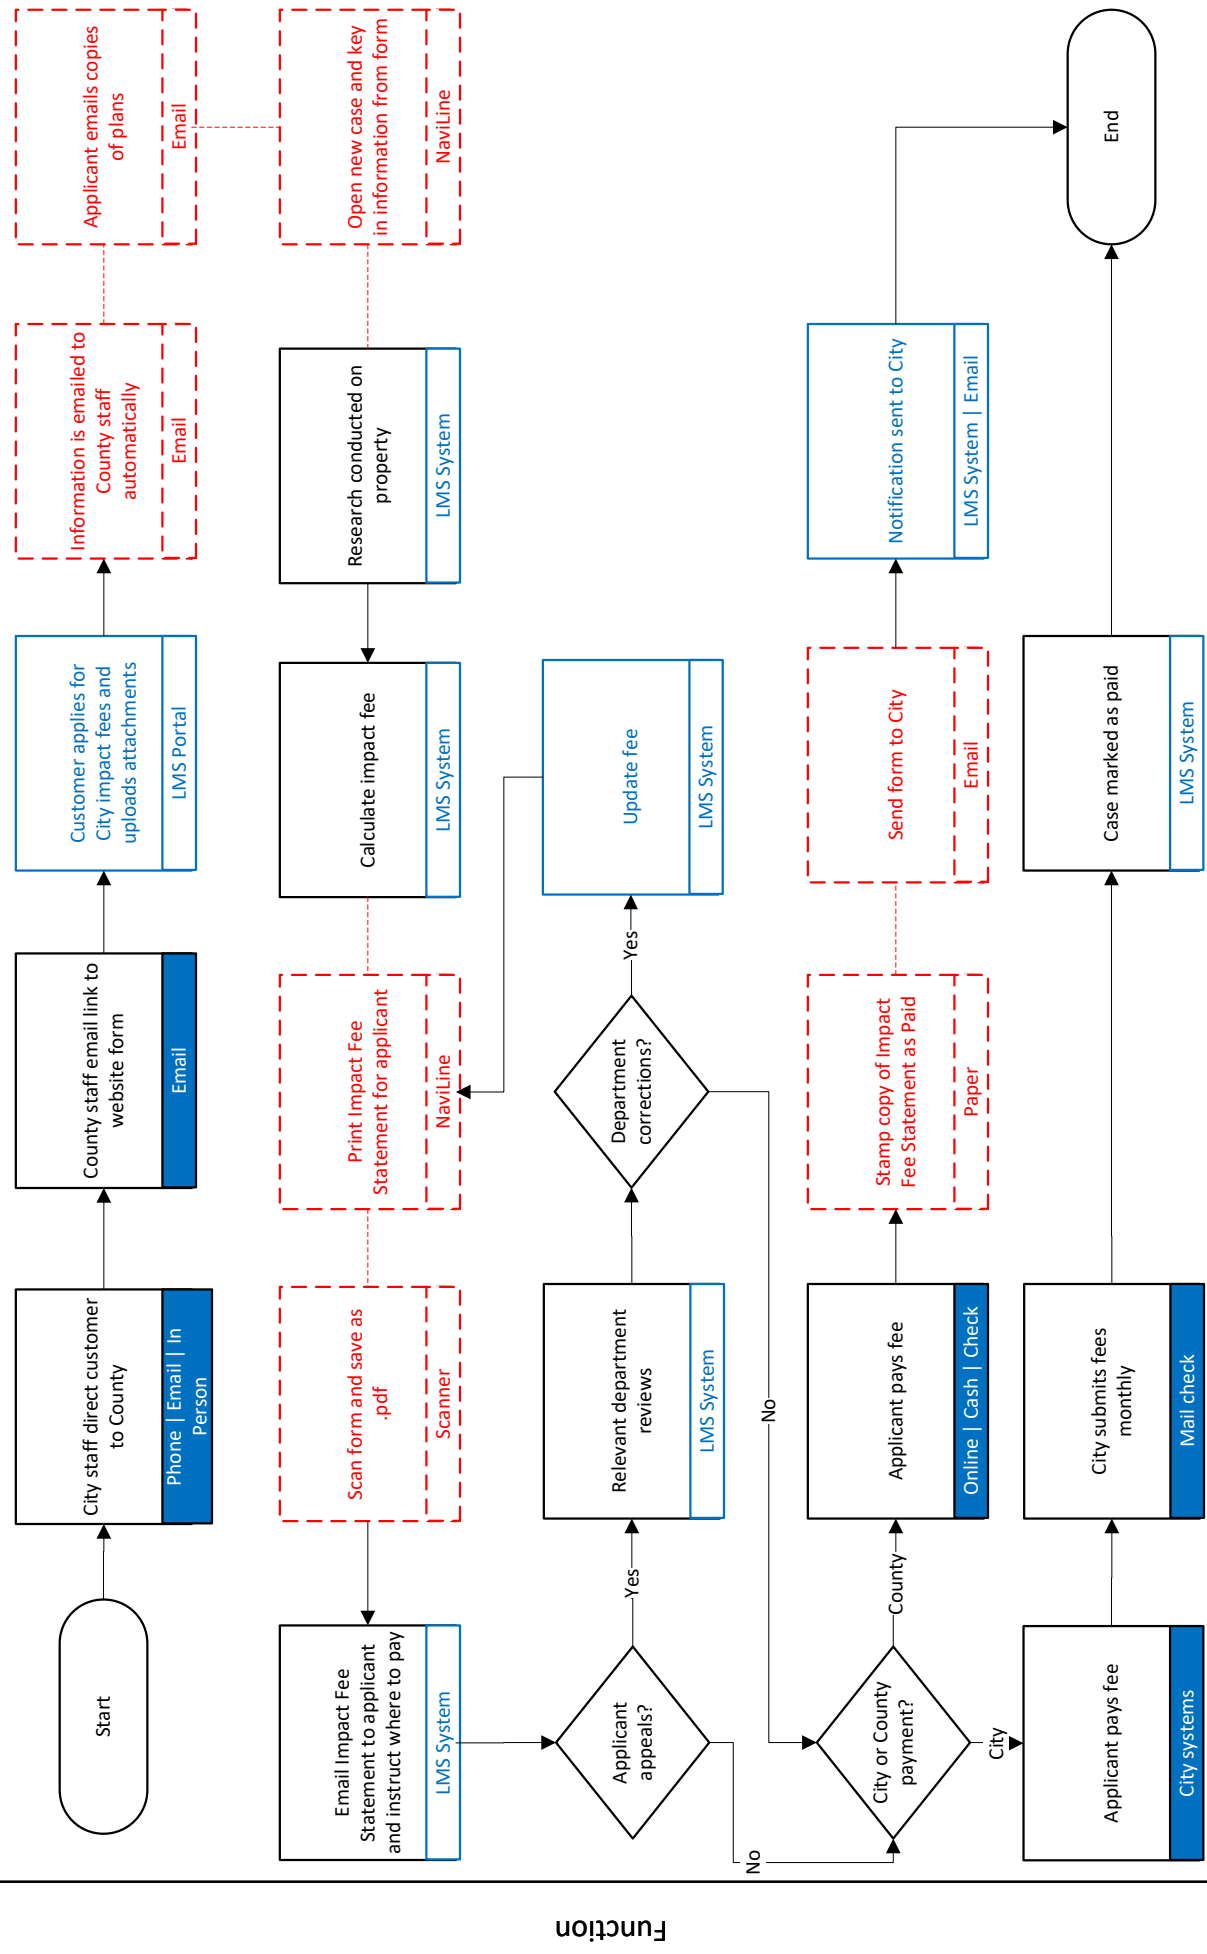 Function
Start
City staff direct customer
to County
Phone | Email | In
Person
County staff email link to
website form
Email
Customer applies for
City impact fees and
uploads attachments
LMS Portal
Information is emailed to
County staff
automatically
Email
Applicant emails copies
of plans
Email
Email Impact Fee
Statement to applicant
and instruct where to pay
LMS System
Scan form and save as
.pdf
Scanner
Print Impact Fee
Statement for applicant
NaviLine
Calculate impact fee
LMS System
Research conducted on
property
LMS System
Open new case and key
in information from form
NaviLine
Applicant
appeals?
Yes
No
Relevant department
reviews
LMS System
Department
corrections?
Yes
No
Update fee
LMS System
City or County
payment?
County
City
Applicant pays fee
Online | Cash | Check
Stamp copy of Impact
Fee Statement as Paid
Paper
Send form to City
Email
Notification sent to City
LMS System | Email
Applicant pays fee
City systems
City submits fees
monthly
Mail check
Case marked as paid
LMS System
End